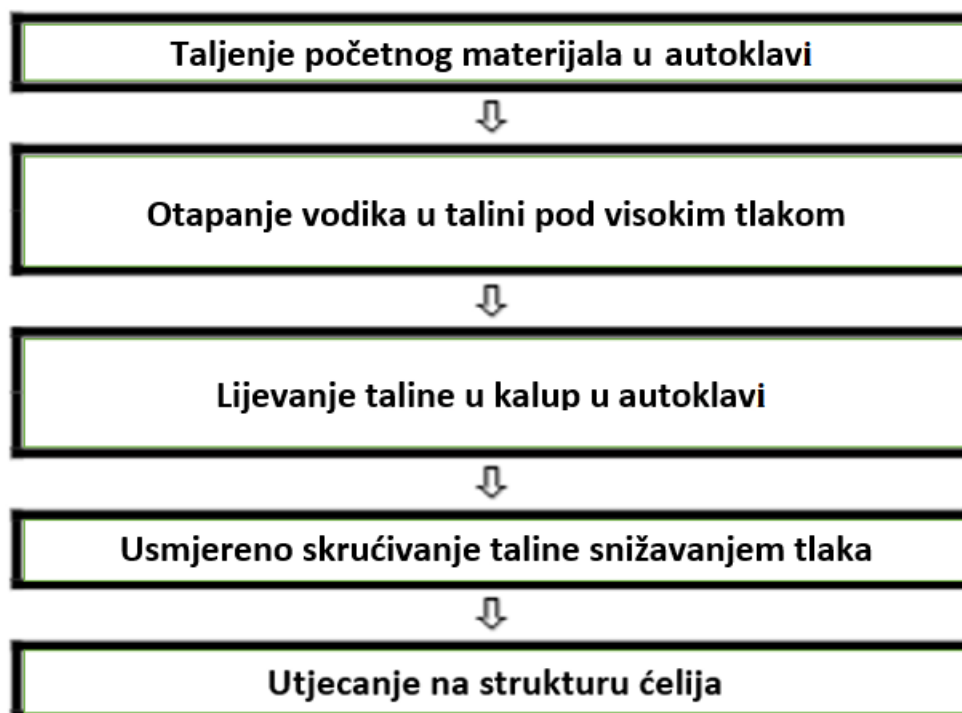 Taljenje početnog materijala u autoklavi
Otapanje vodika u talini pod visokim tlakom
Lijevanje taline u kalup u autoklavi
Usmjereno skrućivanje taline snižavanjem tlaka
Utjecanje na strukturu ćelija